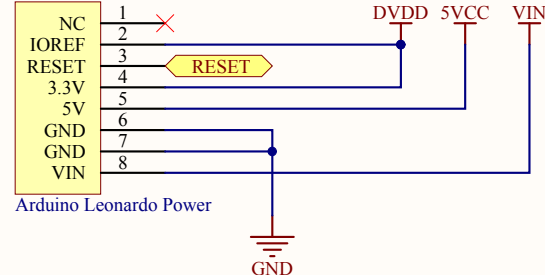 DVDD 5VCC VIN
NC 1
IOREF 2
RESET 3 RESET
3.3V 4
5V 5
GND 6
GND 7
VIN 8
Arduino Leonardo Power
GND